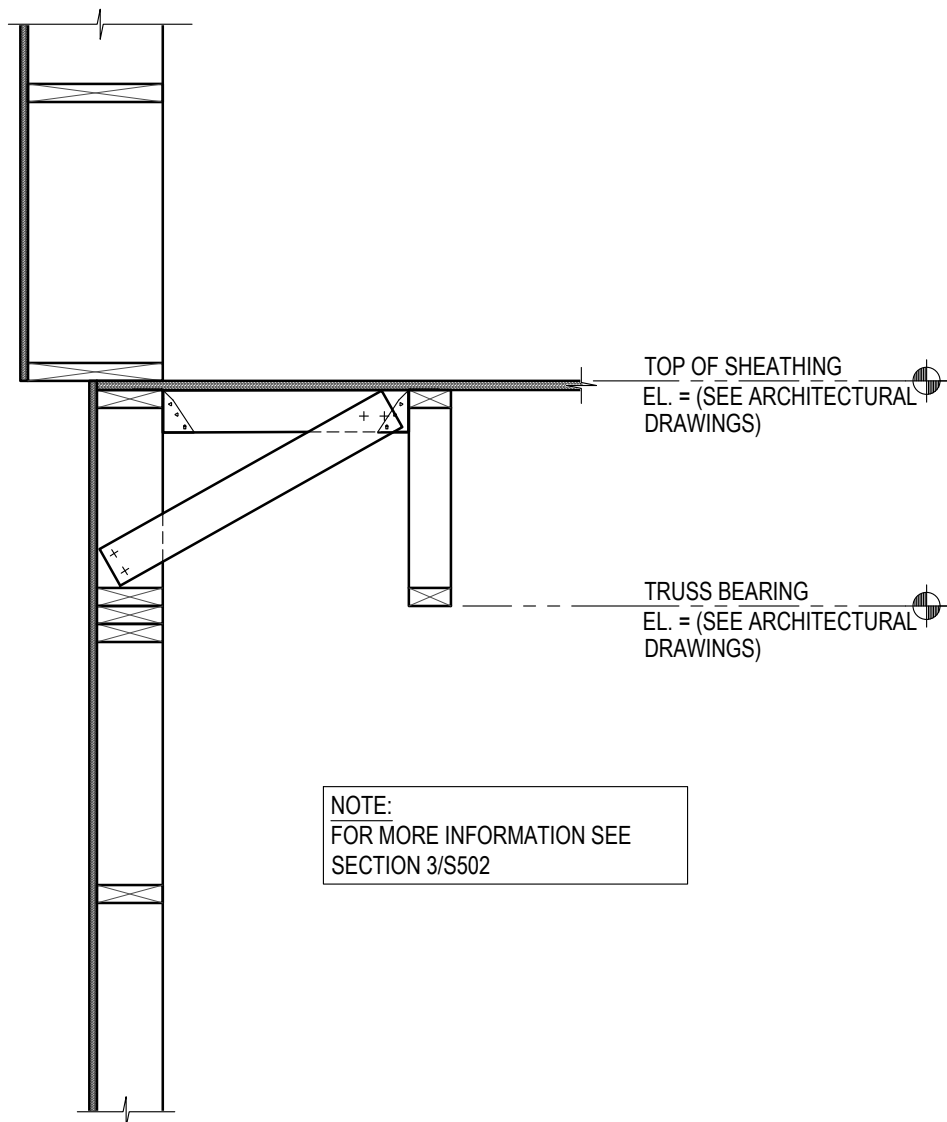 TOP OF SHEATHING
EL. = (SEE ARCHITECTURAL
DRAWINGS)
TRUSS BEARING
EL. = (SEE ARCHITECTURAL
DRAWINGS)
NOTE:
FOR MORE INFORMATION SEE
SECTION 3/S502